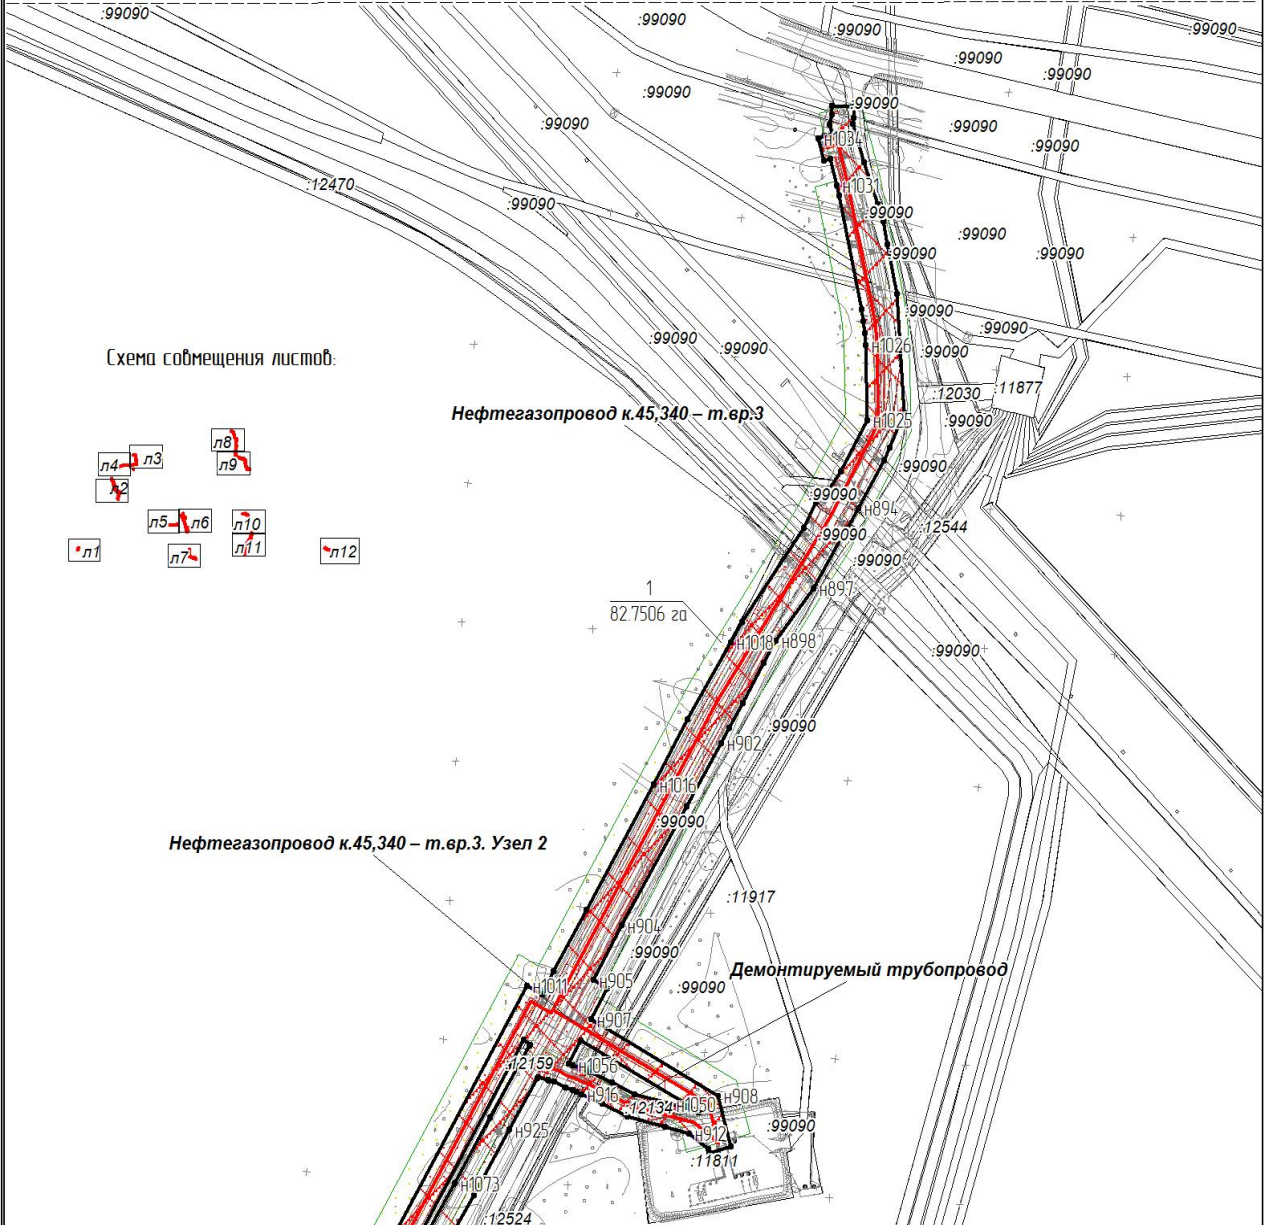 :99090
:99090
:99090
:99090
:99090
:99090
:99090
:99090
:99090
:99090
:99090
н1034
:12470
н1031
:99090
:99090
:99090
:99090
:99090
:99090
:99090
:99090
:99090
н1026
:99090
Схема совмещения листов:
:11877
:12030
Нефтегазопровод к.45,340 – т.вр.3
н1025
:99090
л8
л3
л4
л9
:99090
л2
:99090
н894
л5
л6
л10
:12544
:99090
л1
л7
л11
л12
:99090
1
н897
82.7506 га
н1018
н898
:99090
:99090
н902
н1016
:99090
Нефтегазопровод к.45,340 – т.вр.3. Узел 2
:11917
н904
:99090
Демонтируемый трубопровод
н1011
н905
:99090
н907
:12159
н1056
н916
:12134
н1050
н908
н925
н912
:99090
:11811
н1073
:12524